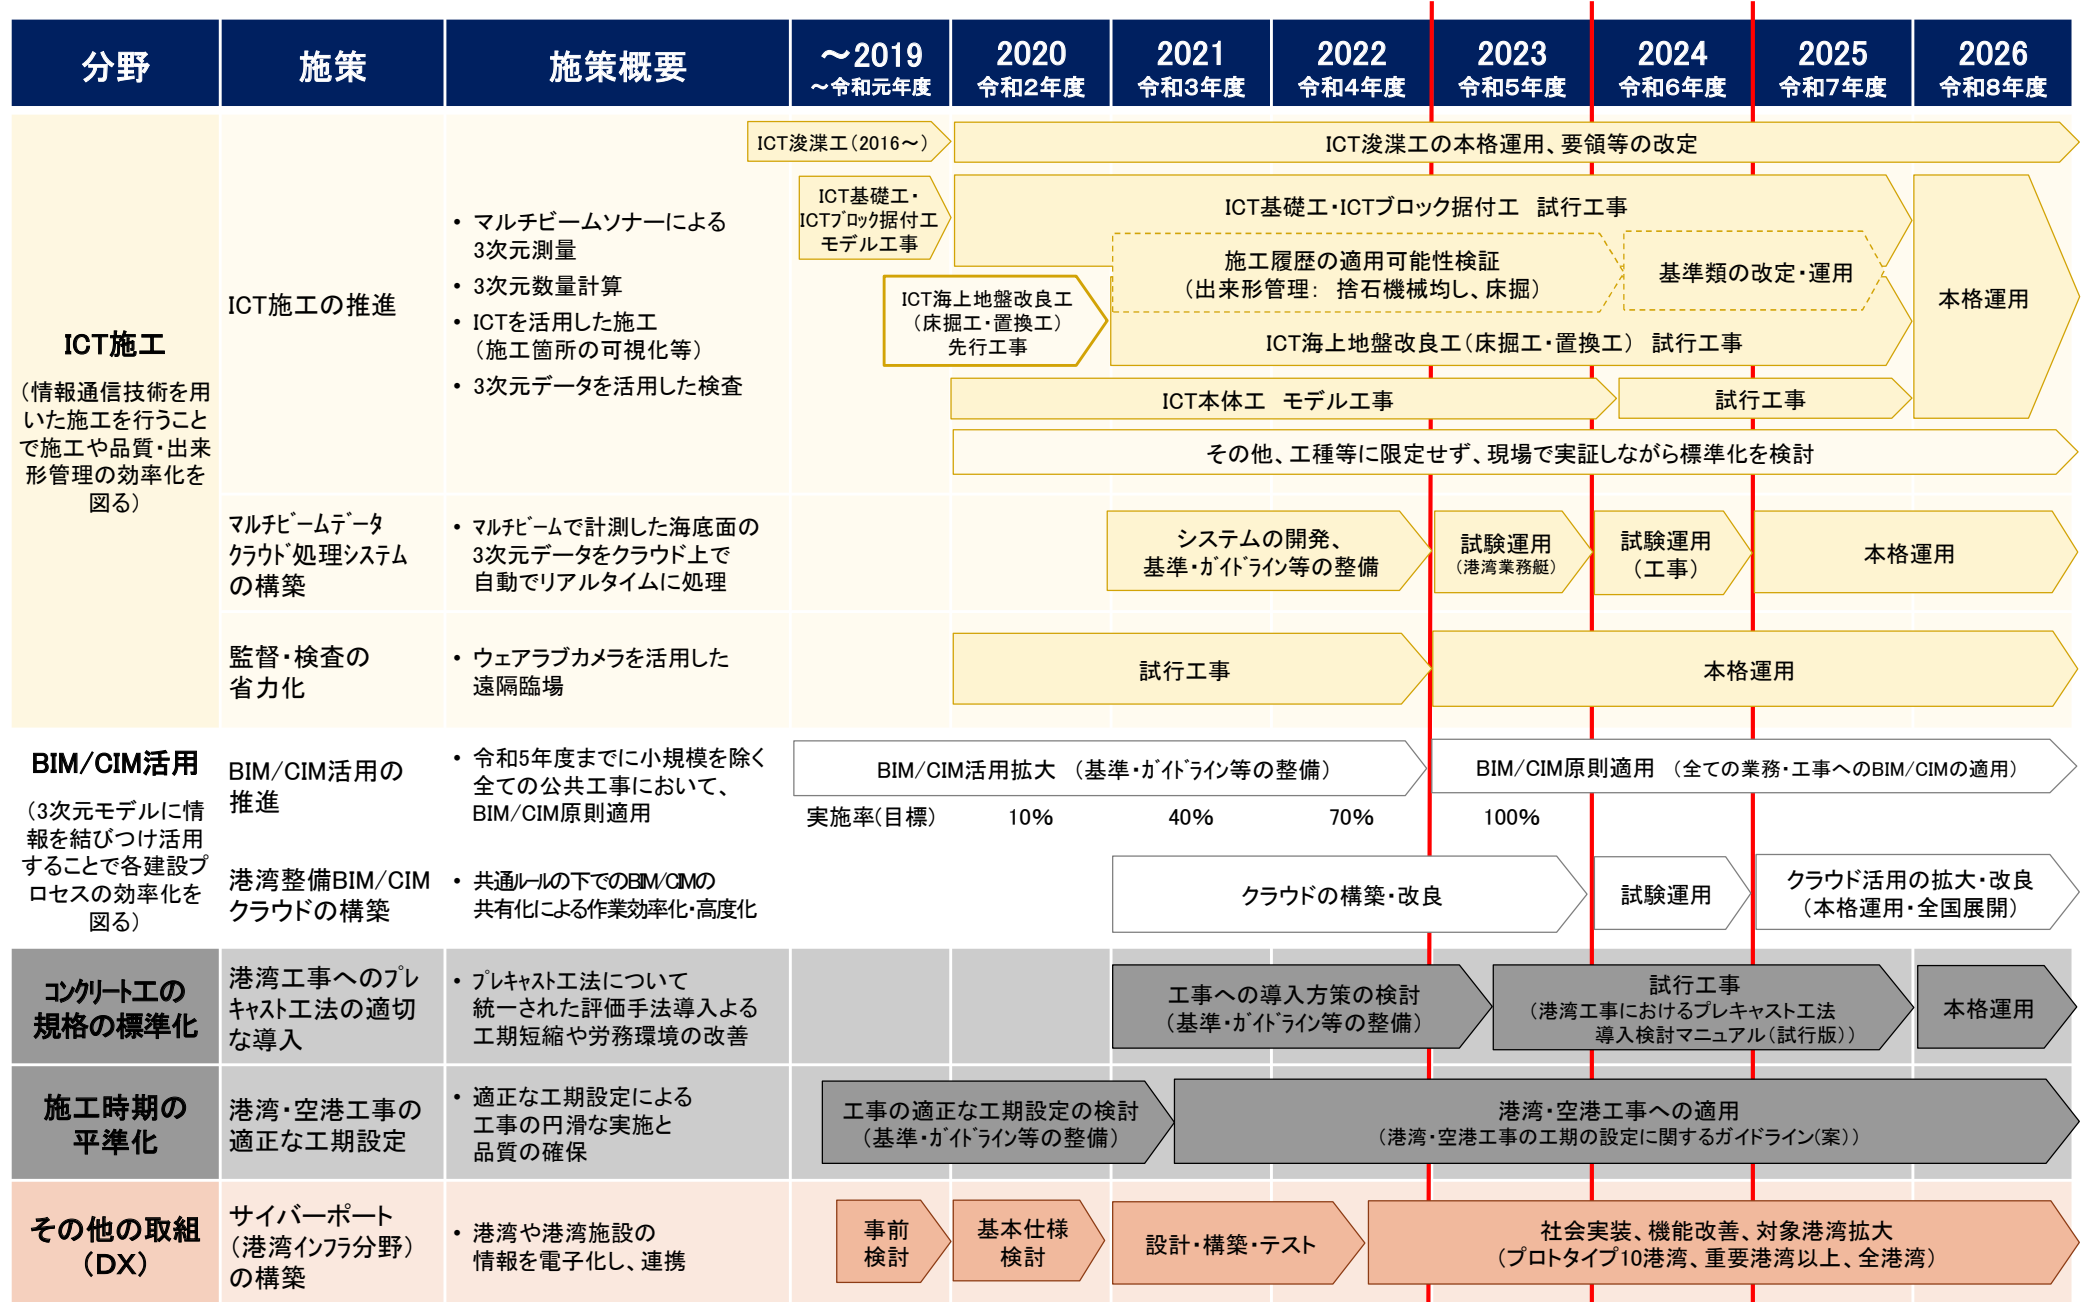 分野
施策
施策概要
～2019
～令和元年度
2020
令和2年度
2021
令和3年度
2022
令和4年度
2023
令和5年度
2024
令和6年度
2025
令和7年度
2026
令和8年度
ICT施工
（情報通信技術を用
いた施工を行うこと
で施工や品質・出来
形管理の効率化を
図る）
ICT施工の推進
• マルチビームソナーによる
3次元測量
• 3次元数量計算
• ICTを活用した施工
（施工箇所の可視化等）
• 3次元データを活用した検査
ICT浚渫工（2016～）
ICT浚渫工の本格運用、要領等の改定
ICT基礎工・
ICTブロック据付工
モデル工事
ICT基礎工・ICTブロック据付工　試行工事
施工履歴の適用可能性検証
（出来形管理：　捨石機械均し、床掘）
基準類の改定・運用
本格運用
ICT海上地盤改良工
（床掘工・置換工）
先行工事
ICT海上地盤改良工（床掘工・置換工）　試行工事
ICT本体工　モデル工事
試行工事
その他、工種等に限定せず、現場で実証しながら標準化を検討
マルチビームデータ
クラウド処理システム
の構築
• マルチビームで計測した海底面の
3次元データをクラウド上で
自動でリアルタイムに処理
システムの開発、
基準・ガイドライン等の整備
試験運用
（港湾業務艇）
試験運用
（工事）
本格運用
監督・検査の
省力化
• ウェアラブカメラを活用した
遠隔臨場
試行工事
本格運用
BIM/CIM活用
（3次元モデルに情
報を結びつけ活用
することで各建設プ
ロセスの効率化を
図る）
BIM/CIM活用の
推進
• 令和5年度までに小規模を除く
全ての公共工事において、
BIM/CIM原則適用
BIM/CIM活用拡大　（基準・ガイドライン等の整備）
BIM/CIM原則適用　（全ての業務・工事へのBIM/CIMの適用）
実施率(目標)
10%
40%
70%
100%
港湾整備BIM/CIM
クラウドの構築
• 共通ルールの下でのBIM/CIMの
共有化による作業効率化・高度化
クラウドの構築・改良
試験運用
クラウド活用の拡大・改良
（本格運用・全国展開）
コンクリート工の
規格の標準化
港湾工事へのプレ
キャスト工法の適切
な導入
• プレキャスト工法について
統一された評価手法導入よる
工期短縮や労務環境の改善
工事への導入方策の検討
（基準・ガイドライン等の整備）
試行工事
（港湾工事におけるプレキャスト工法
導入検討マニュアル（試行版））
本格運用
施工時期の
平準化
港湾・空港工事の
適正な工期設定
• 適正な工期設定による
工事の円滑な実施と
品質の確保
工事の適正な工期設定の検討
（基準・ガイドライン等の整備）
港湾・空港工事への適用
（港湾・空港工事の工期の設定に関するガイドライン(案））
その他の取組
（DX）
サイバーポート
（港湾インフラ分野）
の構築
• 港湾や港湾施設の
情報を電子化し、連携
事前
検討
基本仕様
検討
設計・構築・テスト
社会実装、機能改善、対象港湾拡大
（プロトタイプ10港湾、重要港湾以上、全港湾）